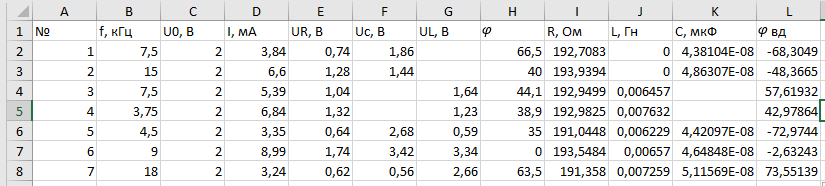 A B C D E F G H I J K L
1 № f, кГц U0, В I, мА UR, В Uc, В UL, В φ R, Ом L, Гн C, мкФ φ вд
2 1 7,5 2 3,84 0,74 1,86 66,5 192,7083 0 4,38104E-08 -68,3049
3 2 15 2 6,6 1,28 1,44 40 193,9394 0 4,86307E-08 -48,3665
4 3 7,5 2 5,39 1,04 1,64 44,1 192,9499 0,006457 57,61932
5 4 3,75 2 6,84 1,32 1,23 38,9 192,9825 0,007632 42,97864
6 5 4,5 2 3,35 0,64 2,68 0,59 35 191,0448 0,006229 4,42097E-08 -72,9744
7 6 9 2 8,99 1,74 3,42 3,34 0 193,5484 0,00657 4,64848E-08 -2,63243
8 7 18 2 3,24 0,62 0,56 2,66 63,5 191,358 0,007259 5,11569E-08 73,55139